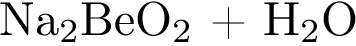 Na₂BeO₂ + H₂O